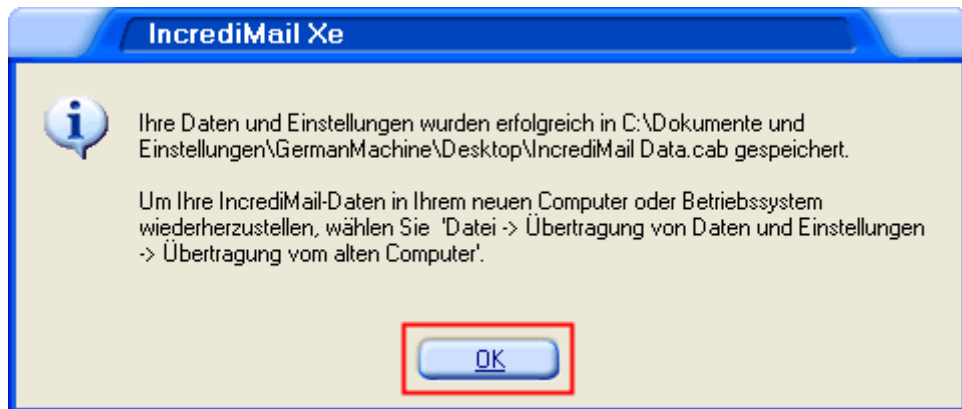 IncrediMail Xe
Ihre Daten und Einstellungen wurden erfolgreich in C:\Dokumente und
Einstellungen\GermanMachine\Desktop\IncrediMail Data.cab gespeichert.
Um Ihre IncrediMail-Daten in Ihrem neuen Computer oder Betriebssystem
wiederherzustellen, wählen Sie 'Datei -> Übertragung von Daten und Einstellungen
-> Übertragung vom alten Computer'.
OK